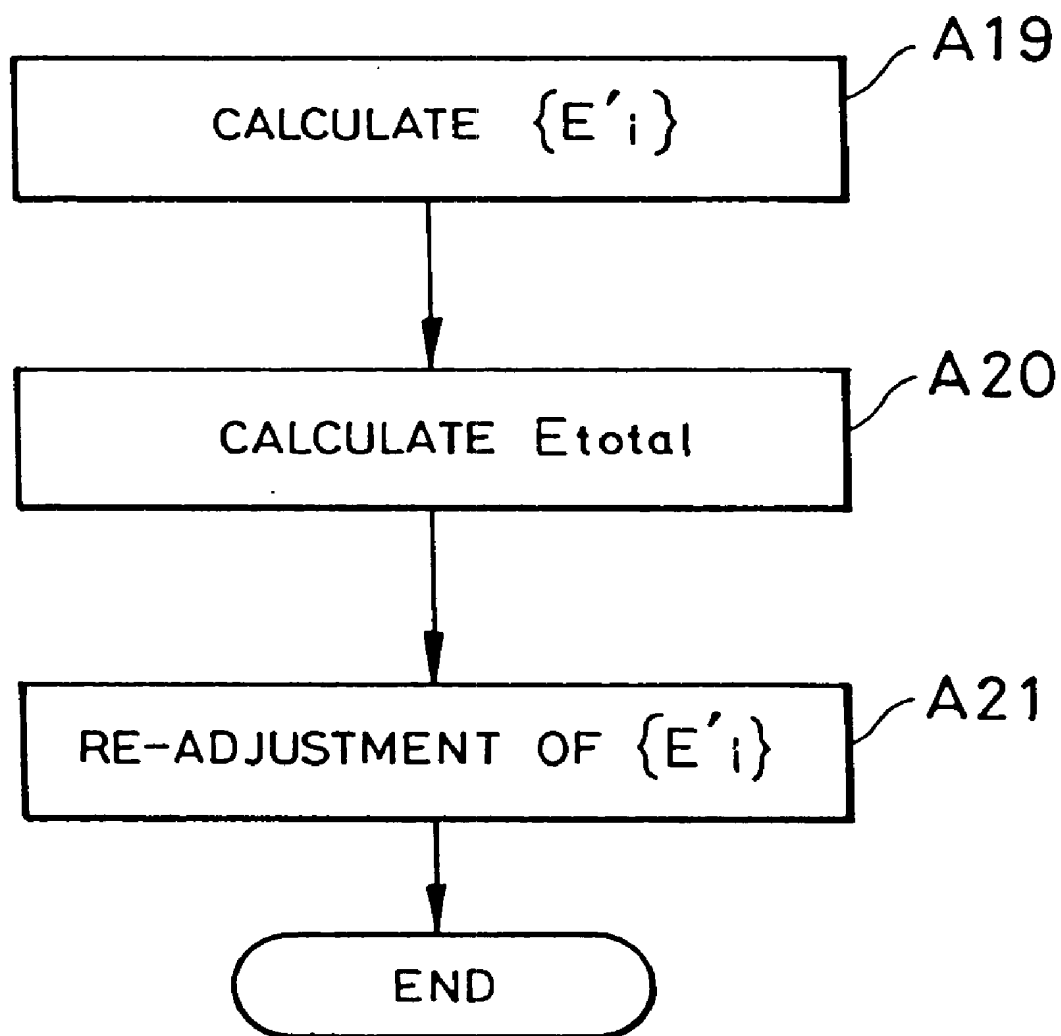 A19
CALCULATE {E'i}
A20
CALCULATE Etotal
A21
RE-ADJUSTMENT OF {E'i}
END